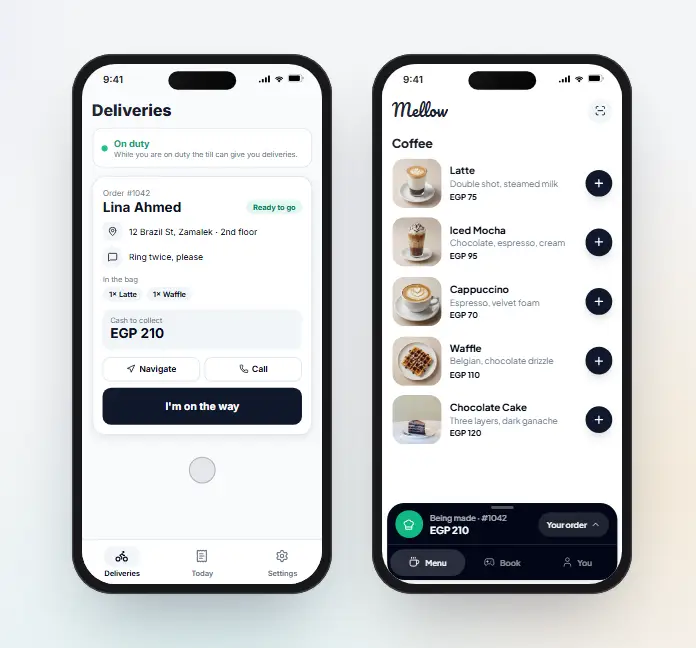 9:41
Deliveries
On duty
While you are on duty the till can give you deliveries.
Order #1042
Lina Ahmed
Ready to go
12 Brazil St, Zamalek · 2nd floor
Ring twice, please
In the bag
1× Latte
1× Waffle
Cash to collect
EGP 210
Navigate
Call
I'm on the way
Deliveries
Today
Settings
9:41
Mellow
Coffee
Latte
Double shot, steamed milk
EGP 75
Iced Mocha
Chocolate, espresso, cream
EGP 95
Cappuccino
Espresso, velvet foam
EGP 70
Waffle
Belgian, chocolate drizzle
EGP 110
Chocolate Cake
Three layers, dark ganache
EGP 120
Being made · #1042
EGP 210
Your order
Menu
Book
You